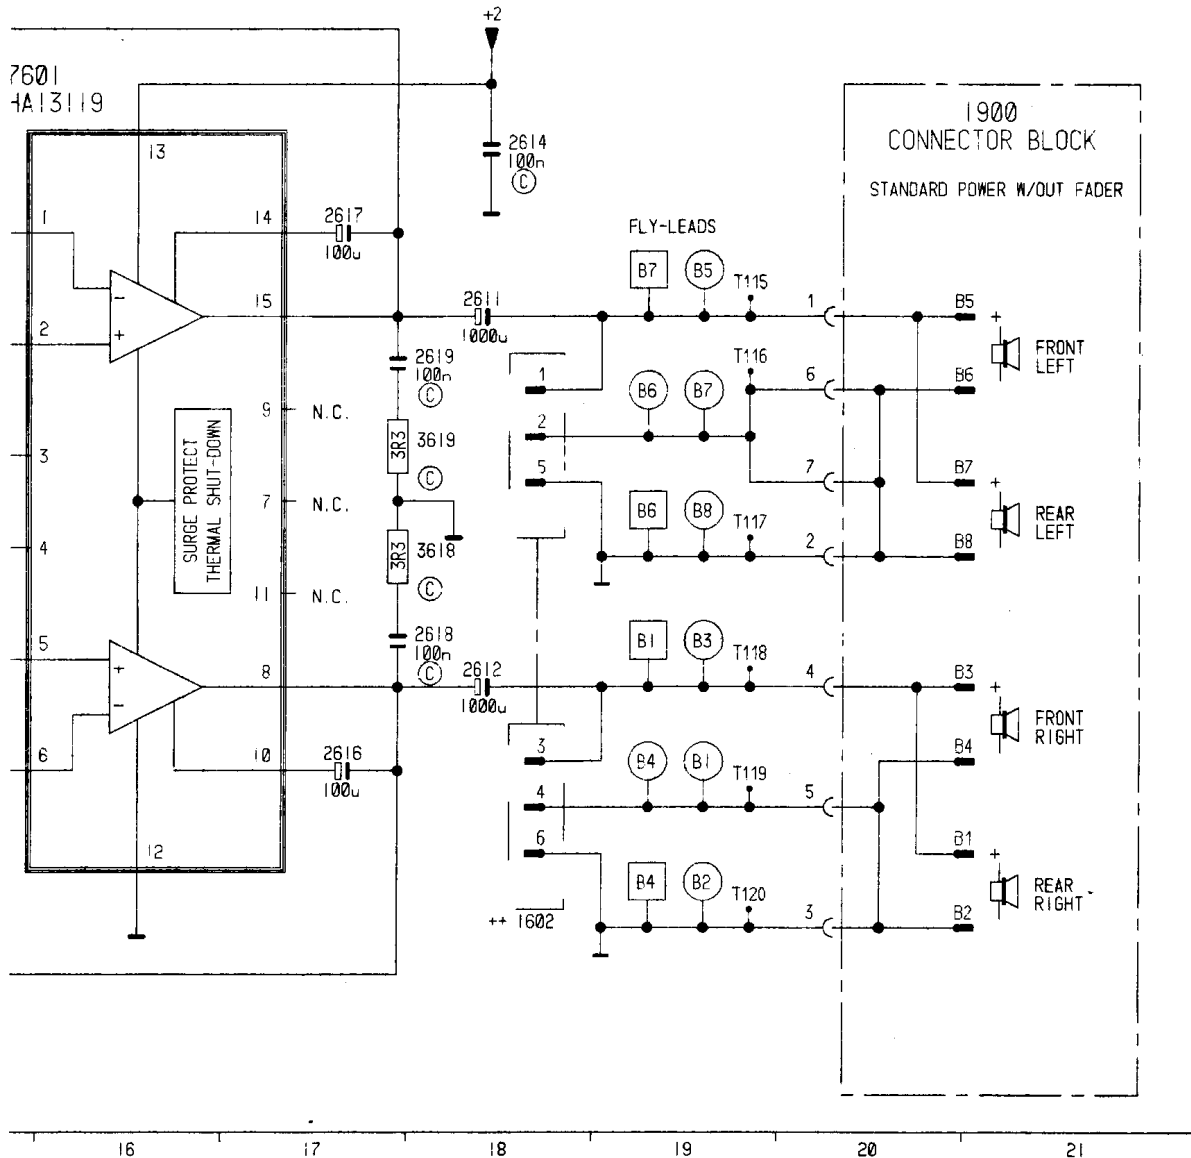 +2
7601
HA13119
13
2614
100n
C
1900
CONNECTOR BLOCK
STANDARD POWER W/OUT FADER
1
14
2617
100u
FLY-LEADS
B7
B5
T115
1
B5
+
−
+
15
2611
1000u
2
2619
100n
C
1
T116
6
B6
FRONT
LEFT
B6
B7
9
N.C.
3R3
3619
C
2
3
SURGE PROTECT
THERMAL SHUT-DOWN
5
7
B7
+
7
N.C.
B6
B8
T117
REAR
LEFT
4
3R3
3618
C
2
B8
11
N.C.
5
2618
100n
C
B1
B3
T118
+
−
8
2612
1000u
4
B3
+
FRONT
RIGHT
6
10
2616
100u
3
B4
B1
T119
B4
4
5
6
B1
+
12
B4
B2
T120
REAR
RIGHT
++ 1602
3
B2
16
17
18
19
20
21